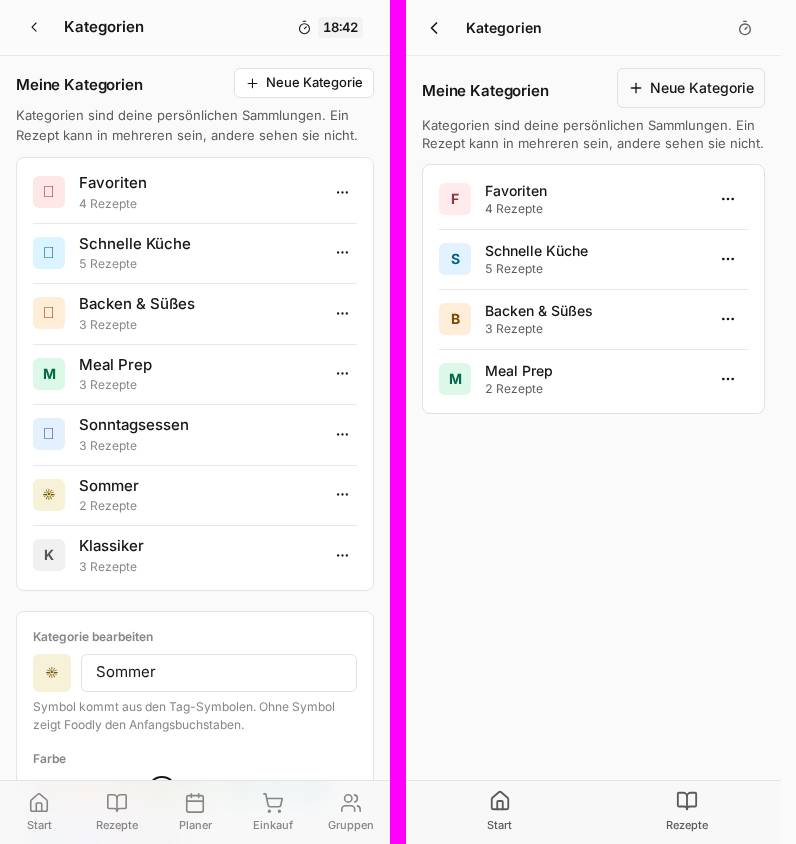 Kategorien
18:42
Meine Kategorien
Neue Kategorie
Kategorien sind deine persönlichen Sammlungen. Ein
Rezept kann in mehreren sein, andere sehen sie nicht.
Favoriten
4 Rezepte
Schnelle Küche
5 Rezepte
Backen & Süßes
3 Rezepte
M
Meal Prep
3 Rezepte
Sonntagsessen
3 Rezepte
Sommer
2 Rezepte
K
Klassiker
3 Rezepte
Kategorie bearbeiten
Sommer
Symbol kommt aus den Tag-Symbolen. Ohne Symbol
zeigt Foodly den Anfangsbuchstaben.
Farbe
Start
Rezepte
Planer
Einkauf
Gruppen
Kategorien
Meine Kategorien
Neue Kategorie
Kategorien sind deine persönlichen Sammlungen. Ein
Rezept kann in mehreren sein, andere sehen sie nicht.
F
Favoriten
4 Rezepte
S
Schnelle Küche
5 Rezepte
B
Backen & Süßes
3 Rezepte
M
Meal Prep
2 Rezepte
Start
Rezepte